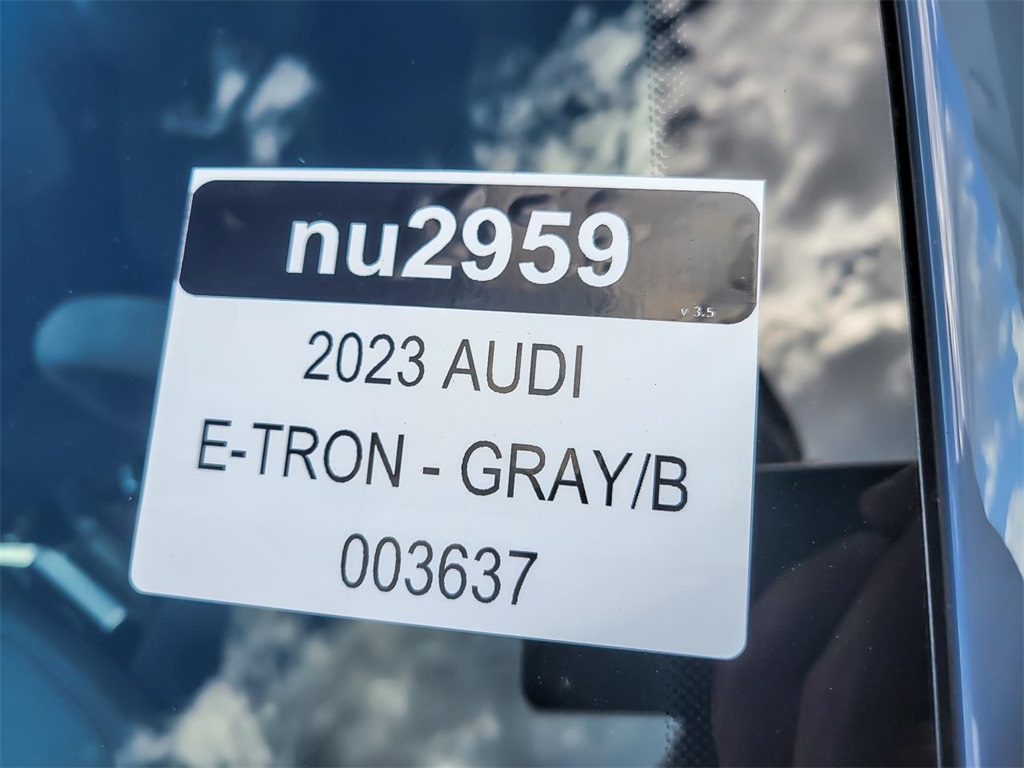 nu2959
v 3.5
2023 AUDI
E-TRON - GRAY/B
003637